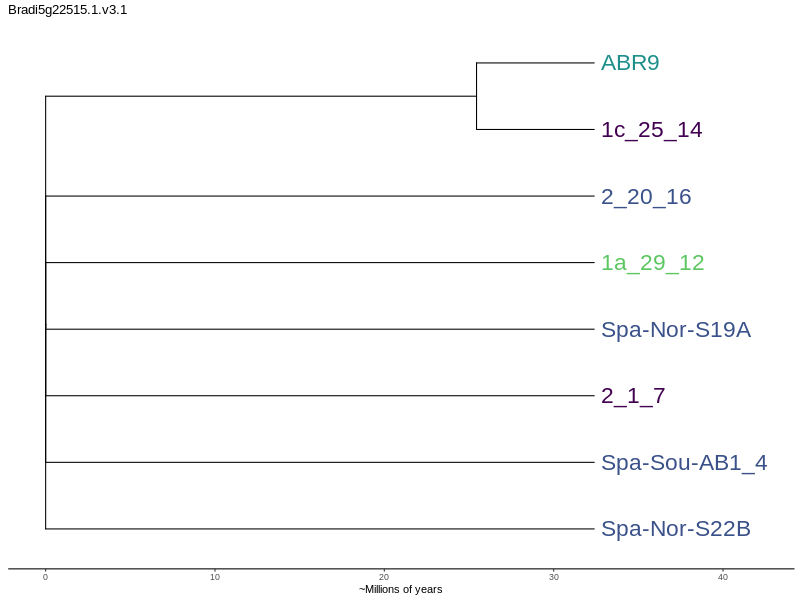 Bradi5g22515.1.v3.1
ABR9
1c_25_14
2_20_16
1a_29_12
Spa-Nor-S19A
2_1_7
Spa-Sou-AB1_4
Spa-Nor-S22B
0 10 20 30 40
~Millions of years